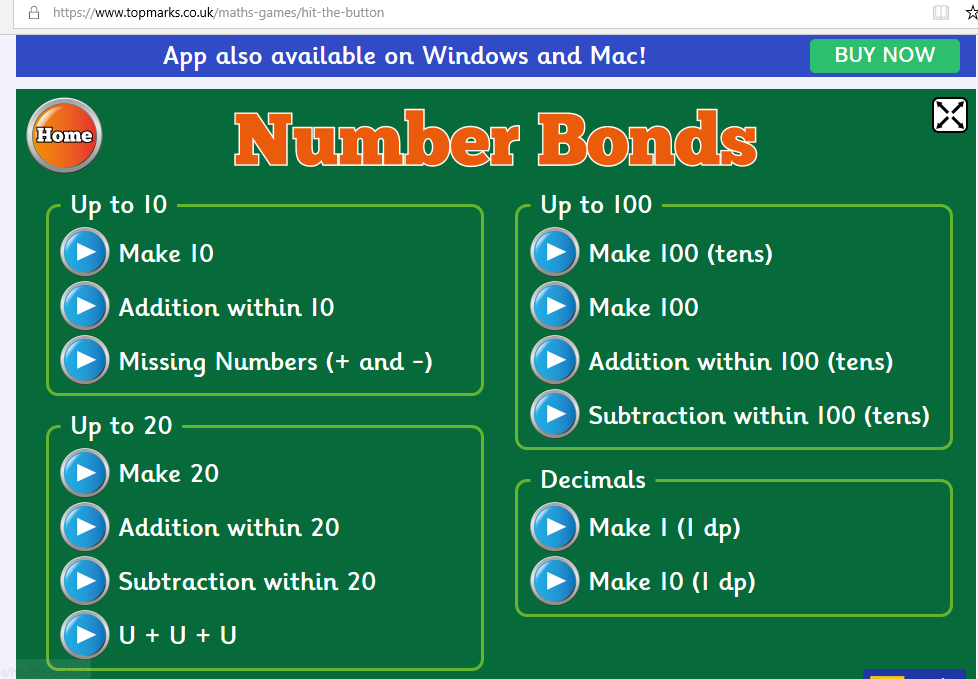 https://www.topmarks.co.uk/maths-games/hit-the-button
App also available on Windows and Mac!
BUY NOW
Home
Number Bonds
Up to 10
Make 10
Addition within 10
Missing Numbers (+ and -)
Up to 20
Make 20
Addition within 20
Subtraction within 20
U + U + U
Up to 100
Make 100 (tens)
Make 100
Addition within 100 (tens)
Subtraction within 100 (tens)
Decimals
Make 1 (1 dp)
Make 10 (1 dp)